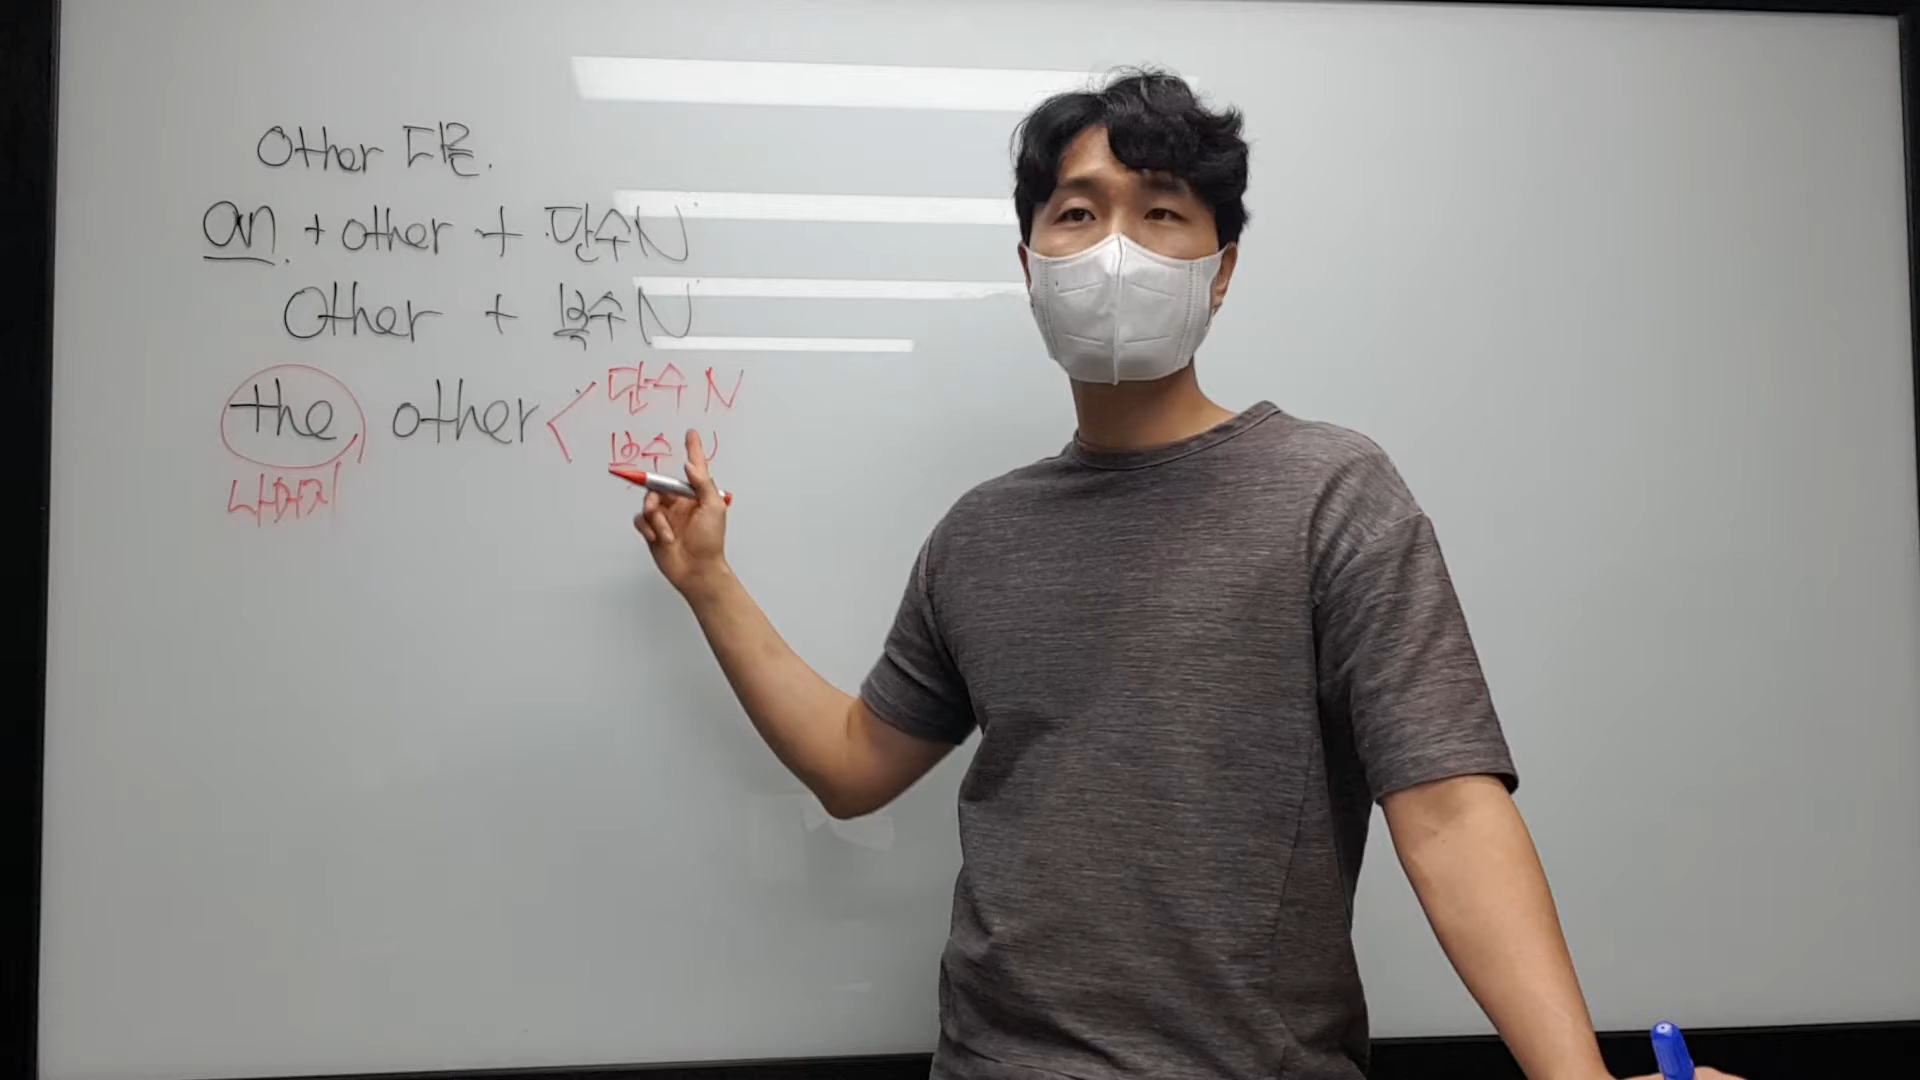 Other 다른.
an. + other + 단수N
Other + 복수N
the other < 단수 N
복수 N
나머지